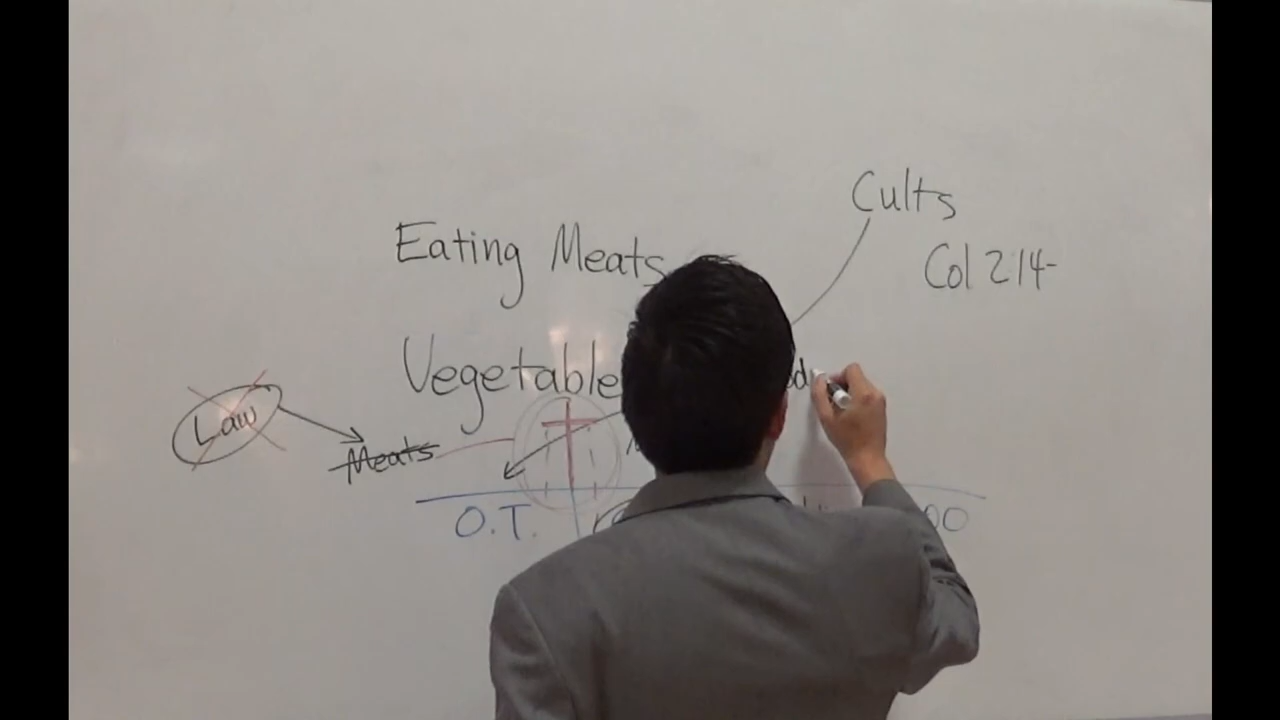 Cults
Eating Meats
Col 2:14-
Vegetable
Law
Meats
O.T.